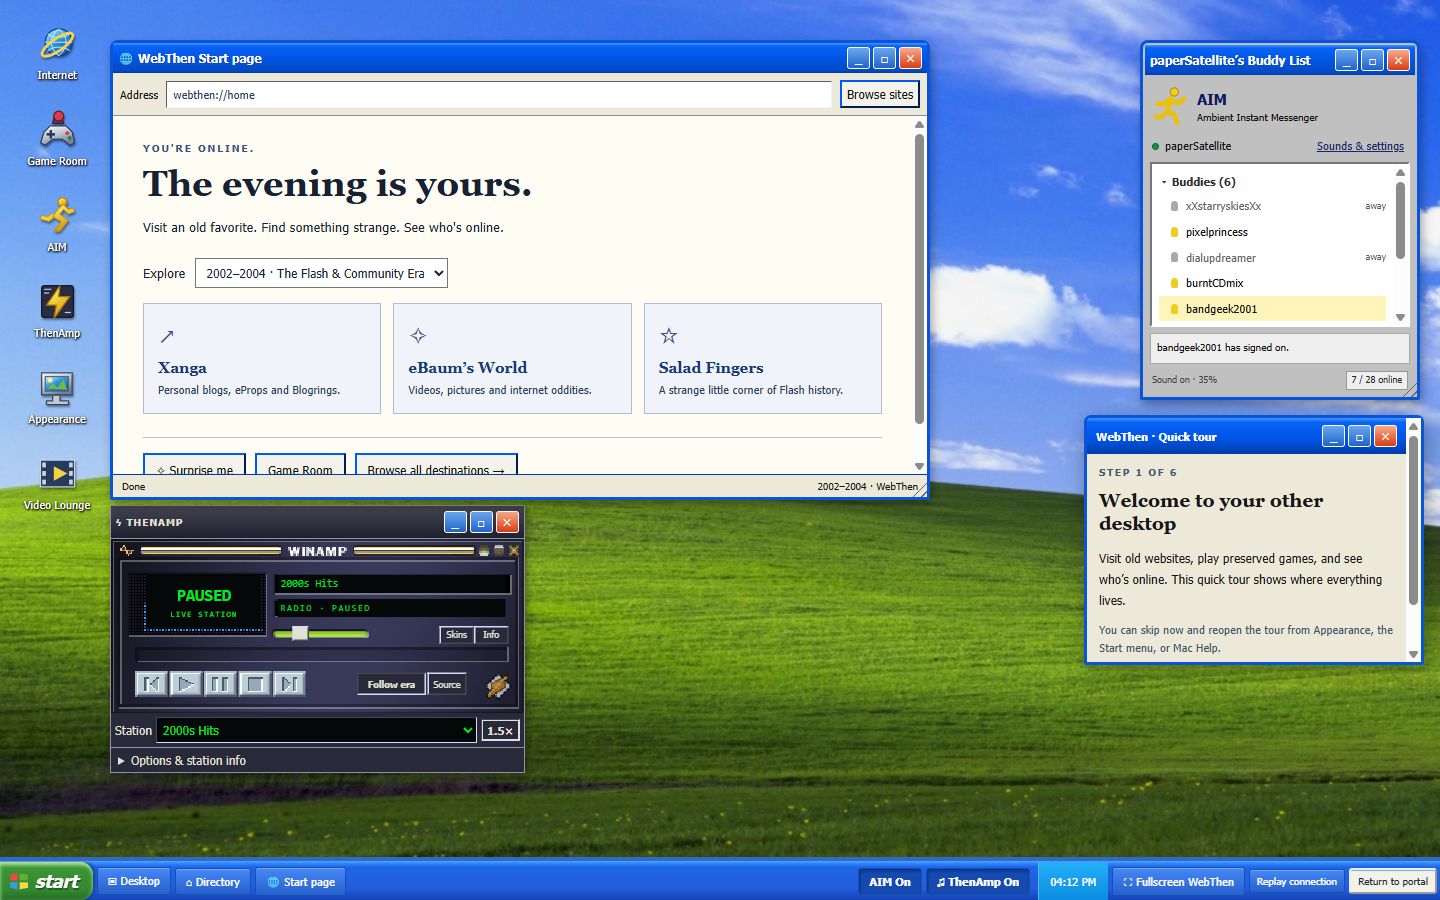 Internet
Game Room
AIM
ThenAmp
Appearance
Video Lounge
WebThen Start page
Address
webthen://home
Browse sites
YOU'RE ONLINE.
The evening is yours.
Visit an old favorite. Find something strange. See who's online.
Explore
2002–2004 · The Flash & Community Era
Xanga
Personal blogs, eProps and Blogrings.
eBaum's World
Videos, pictures and internet oddities.
Salad Fingers
A strange little corner of Flash history.
Surprise me
Game Room
Browse all destinations →
Done
2002–2004 · WebThen
paperSatellite's Buddy List
AIM
Ambient Instant Messenger
paperSatellite
Sounds & settings
Buddies (6)
xXstarryskiesXx away
pixelprincess
dialupdreamer away
burntCDmix
bandgeek2001
bandgeek2001 has signed on.
Sound on · 35%
7 / 28 online
WebThen · Quick tour
STEP 1 OF 6
Welcome to your other
desktop
Visit old websites, play preserved games, and see
who's online. This quick tour shows where everything
lives.
You can skip now and reopen the tour from Appearance, the
Start menu, or Mac Help.
THENAMP
WINAMP
PAUSED
LIVE STATION
2000s Hits
RADIO · PAUSED
Skins
Info
Follow era
Source
Station
2000s Hits
1.5×
Options & station info
start
Desktop
Directory
Start page
AIM On
ThenAmp On
04:12 PM
Fullscreen WebThen
Replay connection
Return to portal